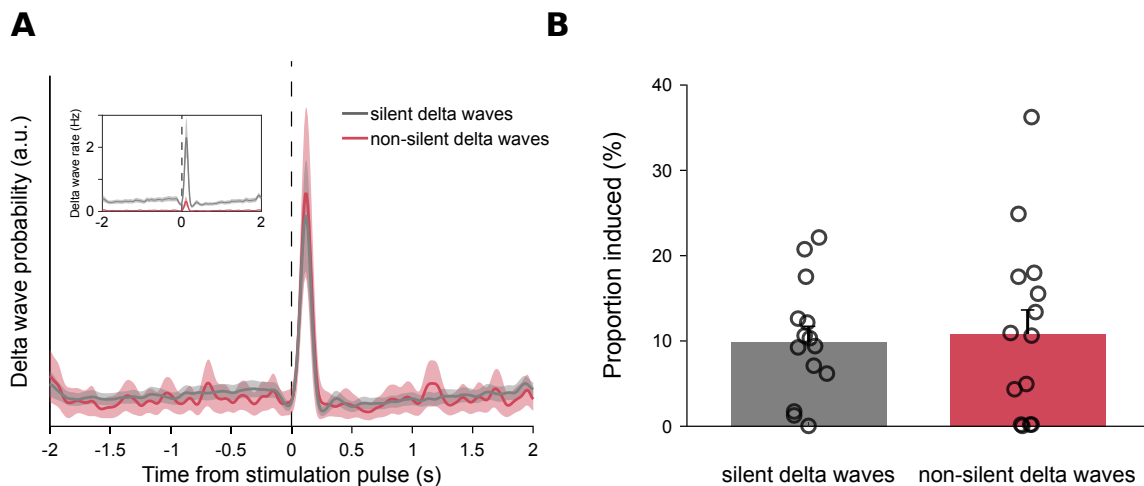 A
Delta wave probability (a.u.)
silent delta waves
non-silent delta waves
Delta wave rate (Hz)
2
0
-2
0
2
-2
-1.5
-1
-0.5
0
0.5
1
1.5
2
Time from stimulation pulse (s)
B
Proportion induced (%)
40
30
20
10
0
silent delta waves
non-silent delta waves